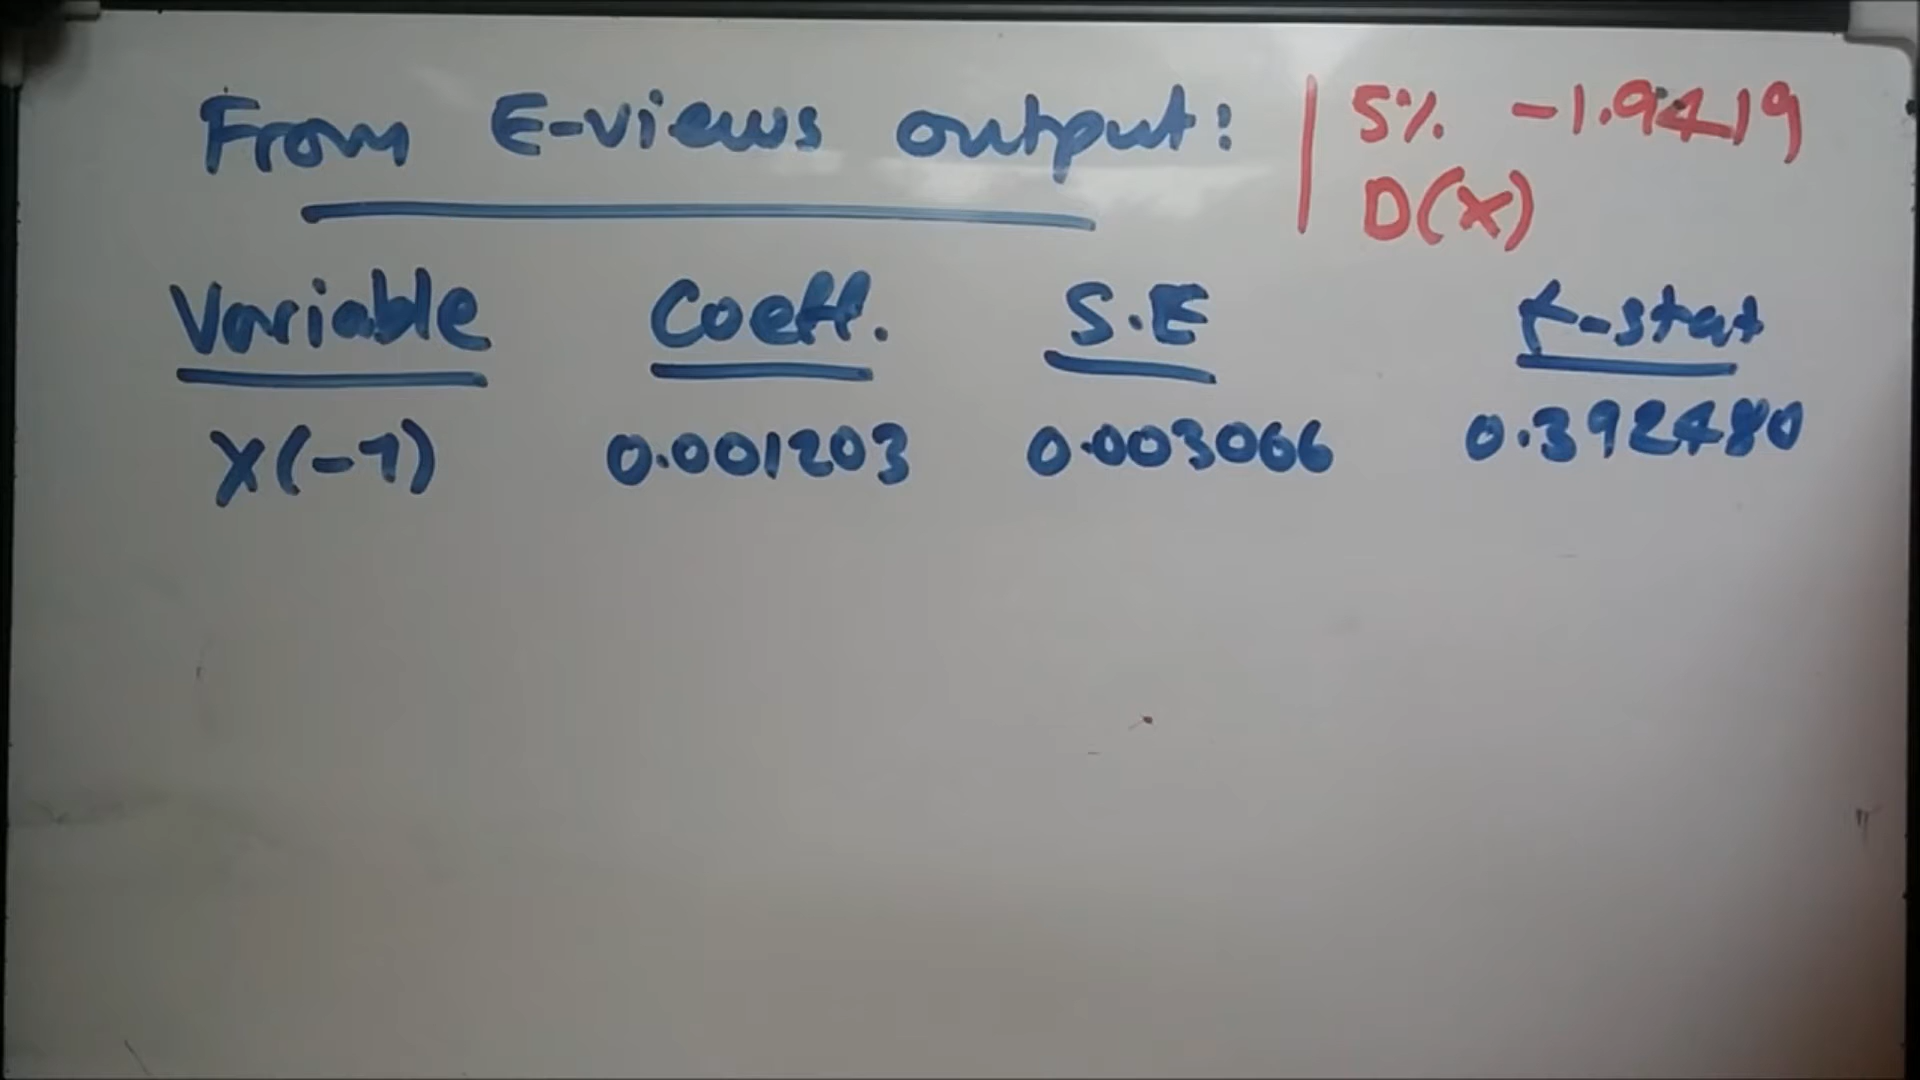 From E-views output: | 5% -1.9419
D(X)
Variable Coeff. S.E t-stat
X(-1) 0.001203 0.003066 0.392480